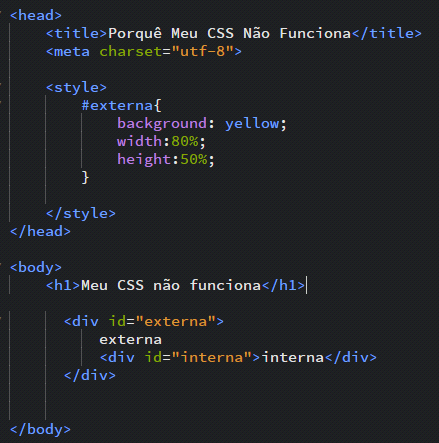 <head>
<title>Porquê Meu CSS Não Funciona</title>
<meta charset="utf-8">
<style>
#externa{
background: yellow;
width:80%;
height:50%;
}
</style>
</head>
<body>
<h1>Meu CSS não funciona</h1>
<div id="externa">
externa
<div id="interna">interna</div>
</div>
</body>